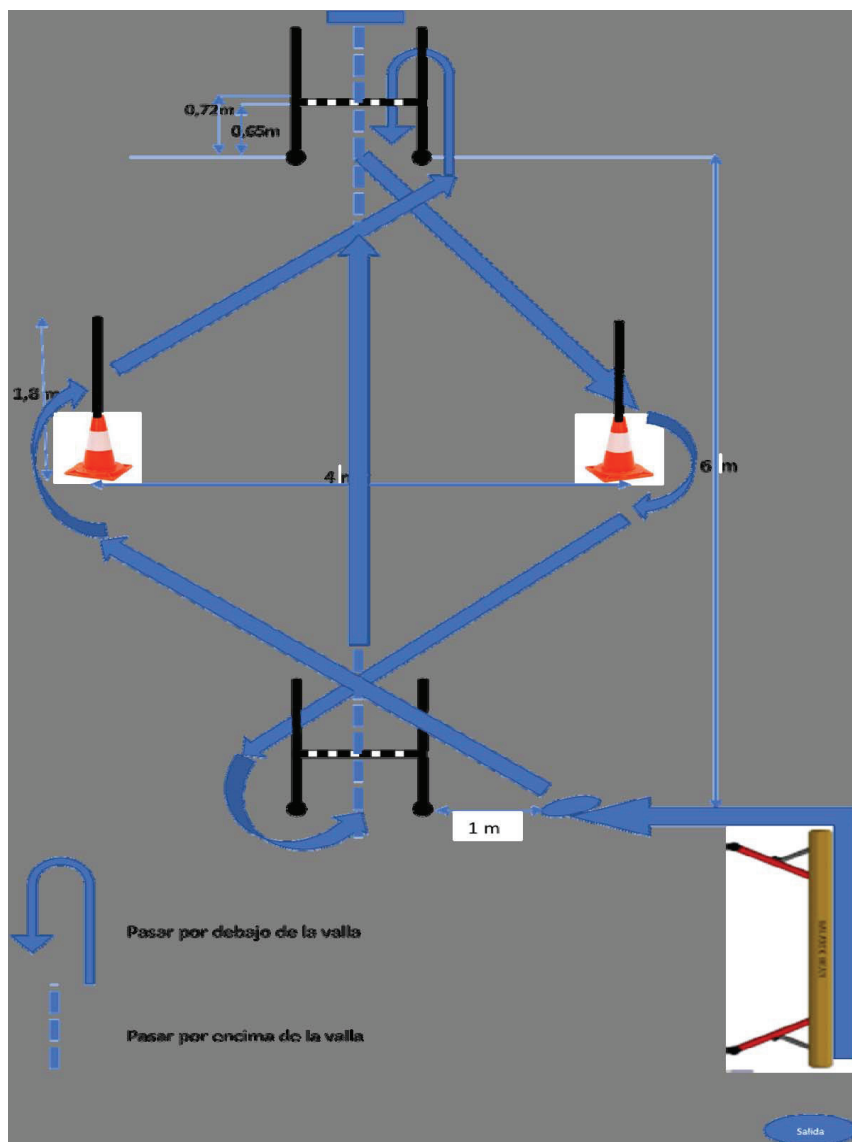 0,72m
0,65m
1,8 m
4 m
6 m
1 m
Pasar por debajo de la valla
Pasar por encima de la valla
Salida